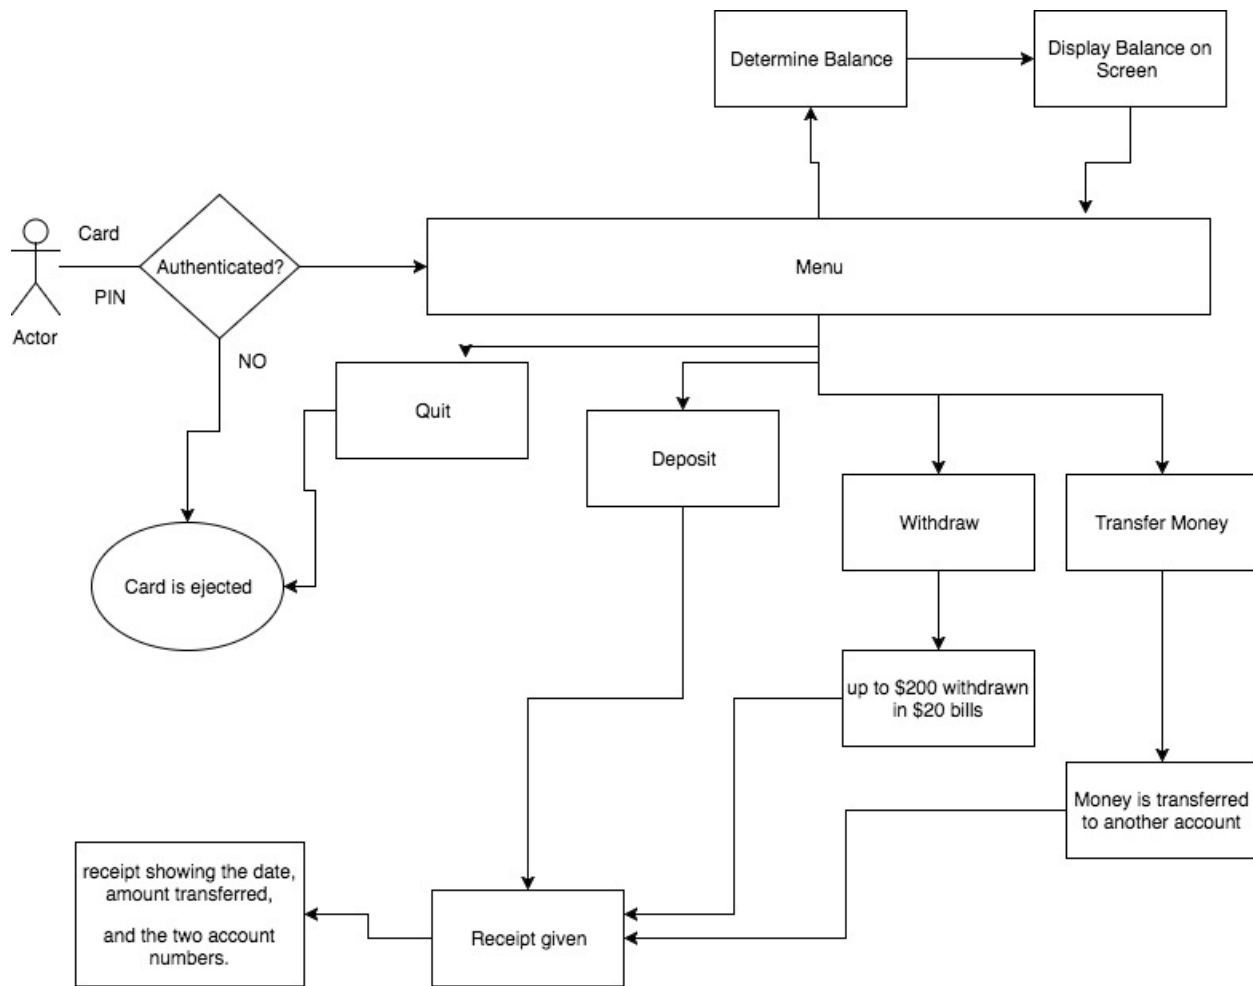 Determine Balance
Display Balance on
Screen
Card
Authenticated?
Menu
PIN
Actor
NO
Quit
Deposit
Withdraw
Transfer Money
Card is ejected
up to $200 withdrawn
in $20 bills
Money is transferred
to another account
receipt showing the date,
amount transferred,
and the two account
numbers.
Receipt given